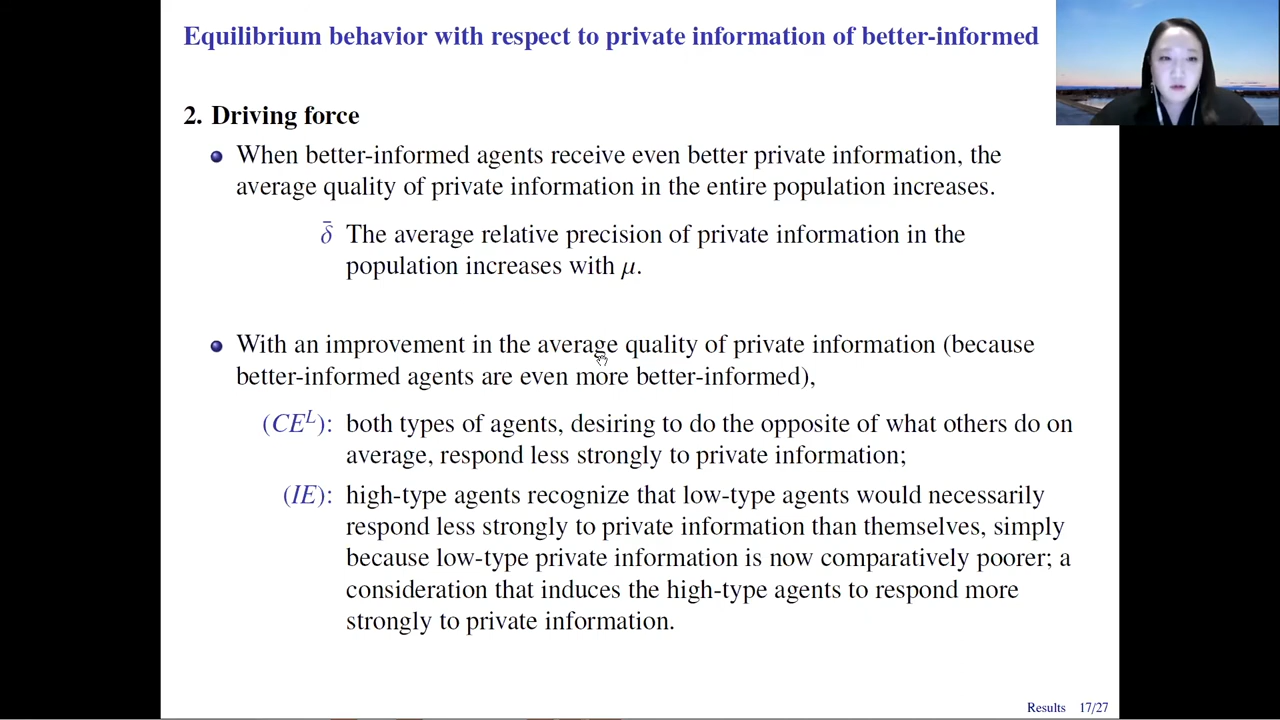 Equilibrium behavior with respect to private information of better-informed
2. Driving force
When better-informed agents receive even better private information, the
average quality of private information in the entire population increases.
δ̄ The average relative precision of private information in the
population increases with μ.
With an improvement in the average quality of private information (because
better-informed agents are even more better-informed),
(CE^L): both types of agents, desiring to do the opposite of what others do on
average, respond less strongly to private information;
(IE): high-type agents recognize that low-type agents would necessarily
respond less strongly to private information than themselves, simply
because low-type private information is now comparatively poorer; a
consideration that induces the high-type agents to respond more
strongly to private information.
Results 17/27